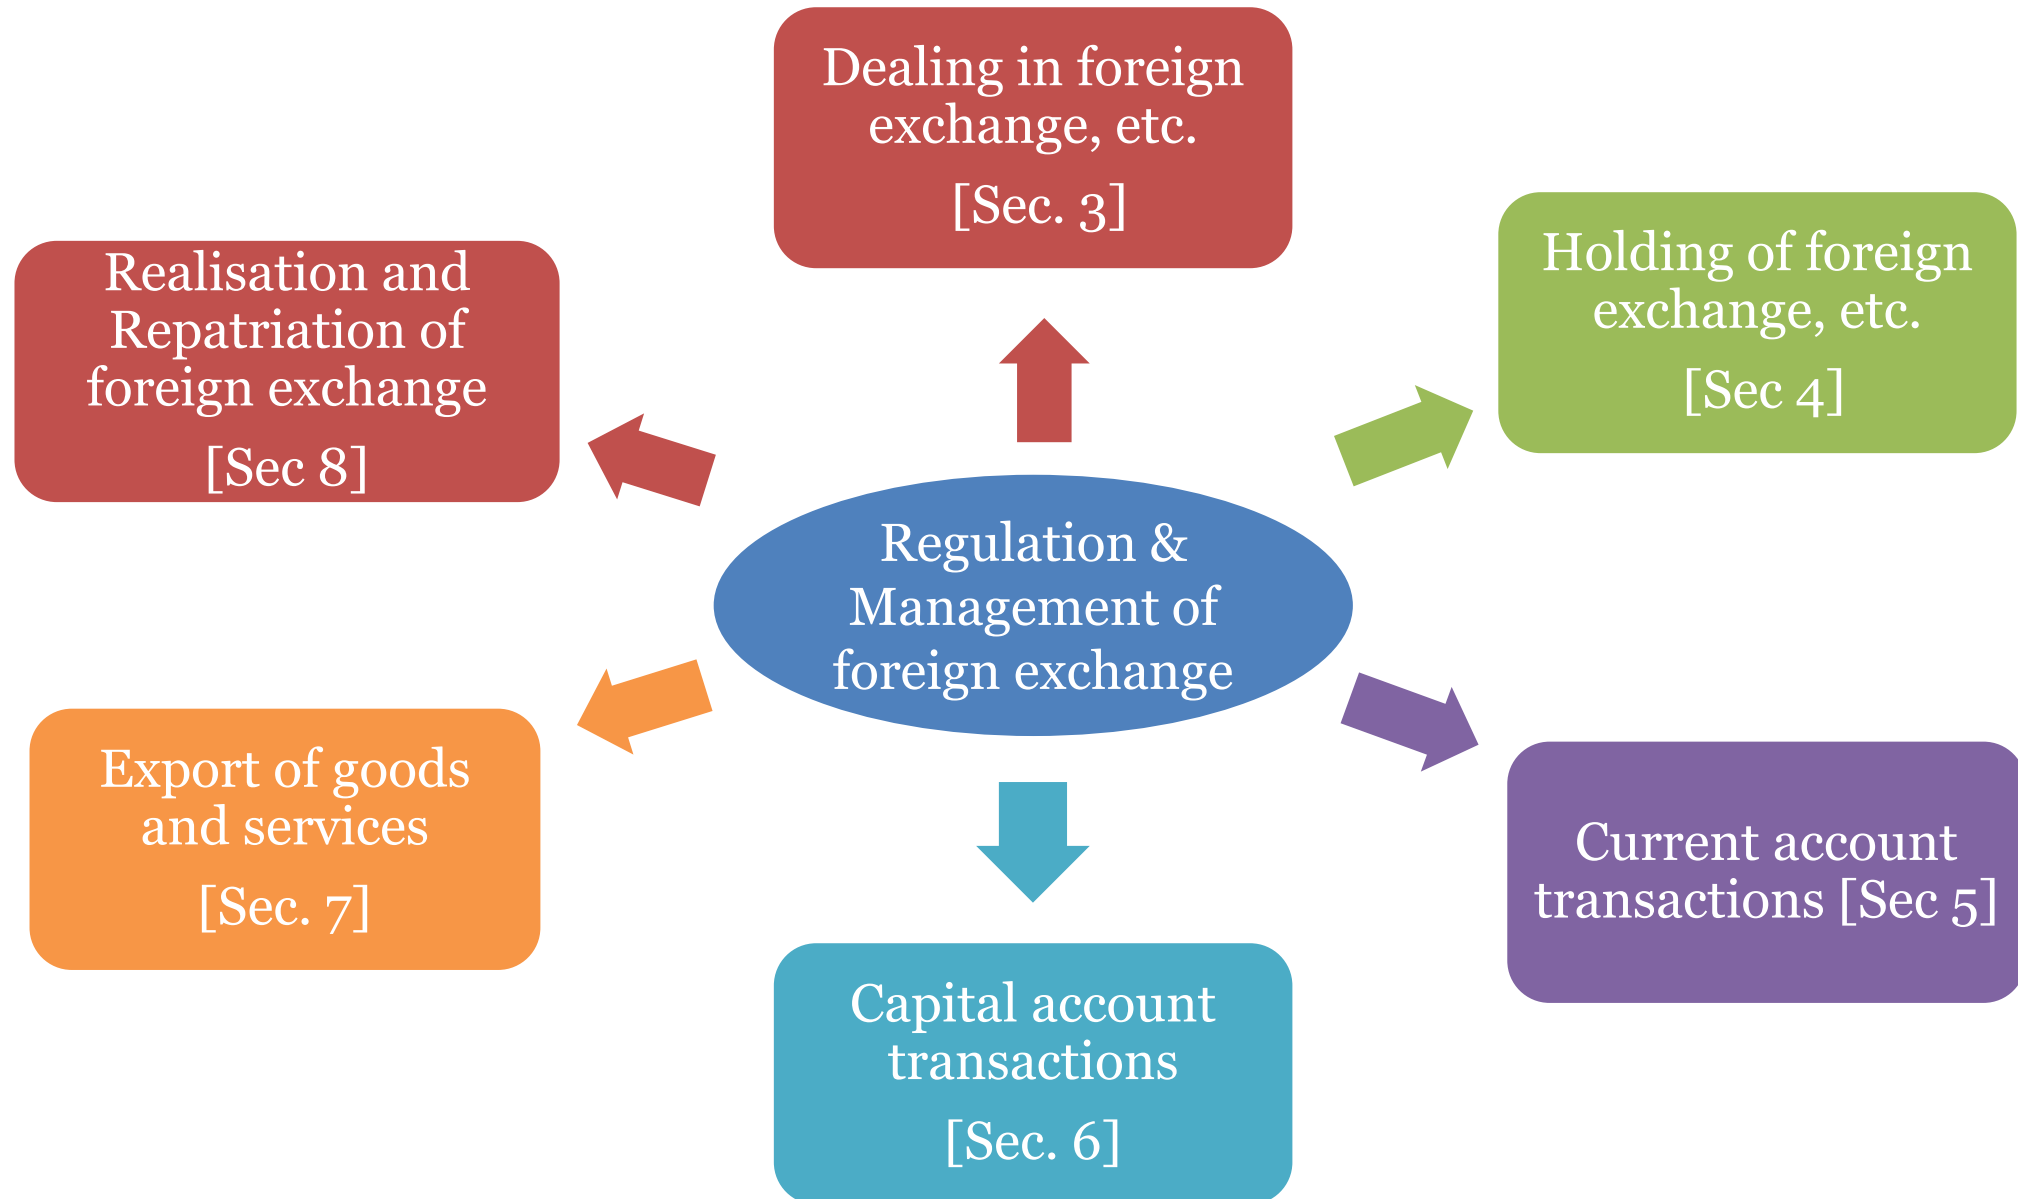 Dealing in foreign
exchange, etc.
[Sec. 3]
Holding of foreign
exchange, etc.
[Sec 4]
Realisation and
Repatriation of
foreign exchange
[Sec 8]
Regulation &
Management of
foreign exchange
Export of goods
and services
[Sec. 7]
Current account
transactions [Sec 5]
Capital account
transactions
[Sec. 6]